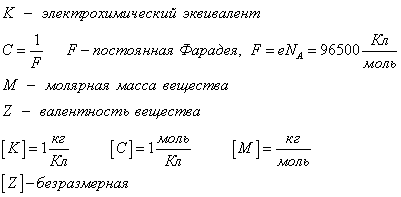 K – электрохимический эквивалент
C = 1/F F – постоянная Фарадея, F = eN_A = 96500 Кл/моль
M – молярная масса вещества
Z – валентность вещества
[K] = 1 кг/Кл [C] = 1 моль/Кл [M] = кг/моль
[Z] – безразмерная